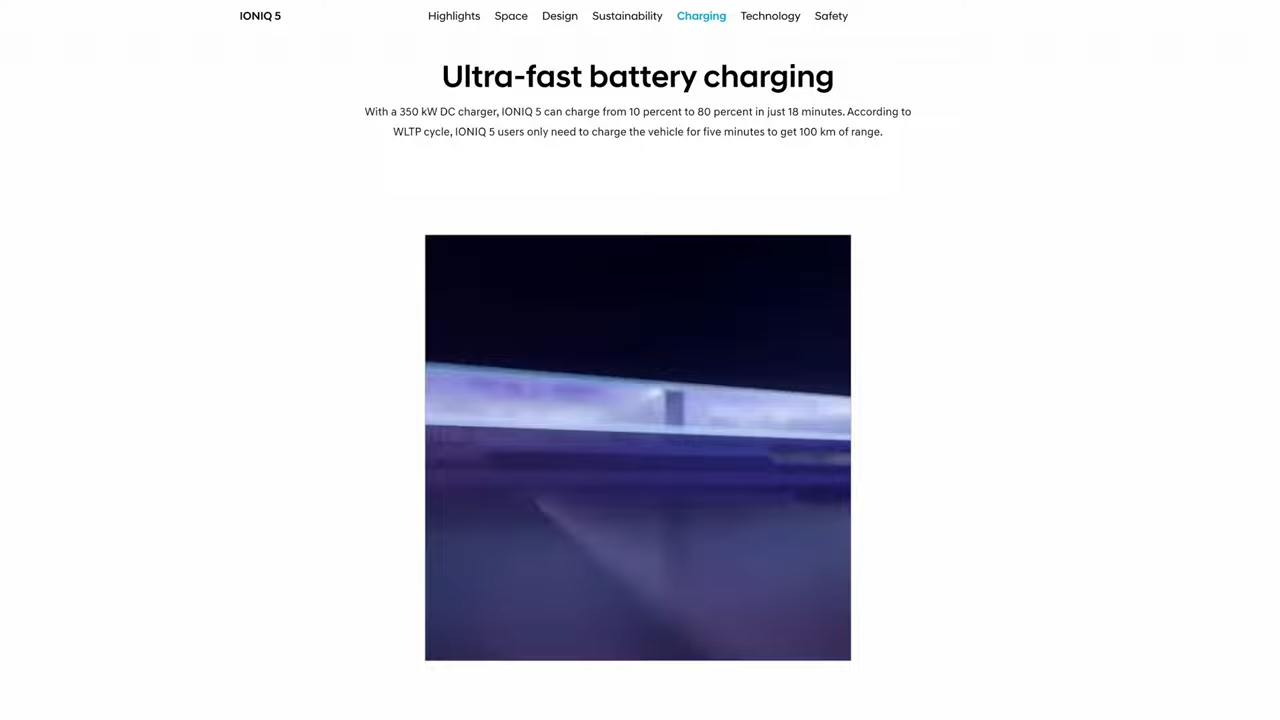 IONIQ 5
Highlights Space Design Sustainability Charging Technology Safety
Ultra-fast battery charging
With a 350 kW DC charger, IONIQ 5 can charge from 10 percent to 80 percent in just 18 minutes. According to
WLTP cycle, IONIQ 5 users only need to charge the vehicle for five minutes to get 100 km of range.